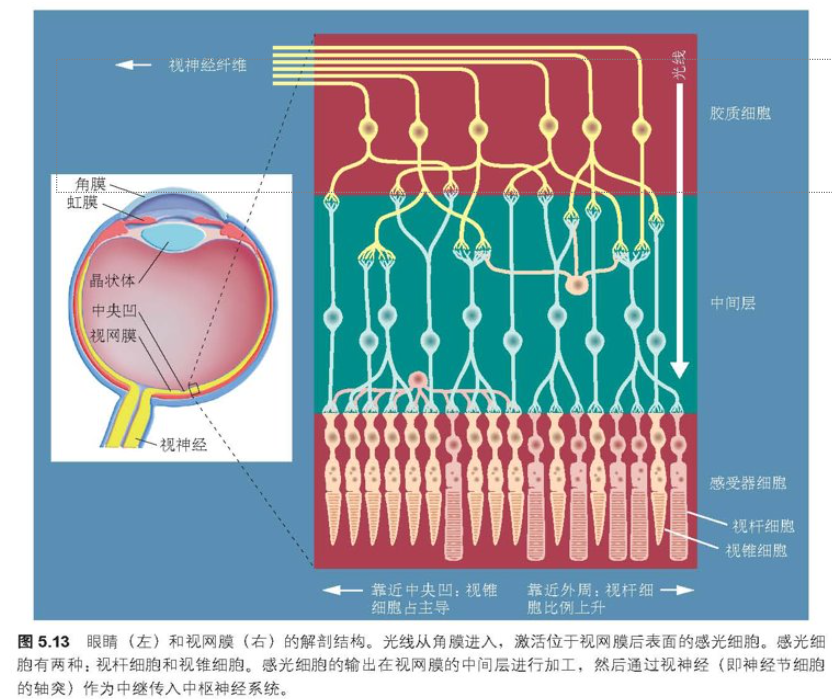 视神经纤维
光线
胶质细胞
角膜
虹膜
晶状体
中央凹
视网膜
视神经
中间层
感受器细胞
视杆细胞
视锥细胞
靠近中央凹：视锥
细胞占主导
靠近外周：视杆细
胞比例上升
图 5.13 眼睛（左）和视网膜（右）的解剖结构。光线从角膜进入，激活位于视网膜后表面的感光细胞。感光细
胞有两种：视杆细胞和视锥细胞。感光细胞的输出在视网膜的中间层进行加工，然后通过视神经（即神经节细胞
的轴突）作为中继传入中枢神经系统。